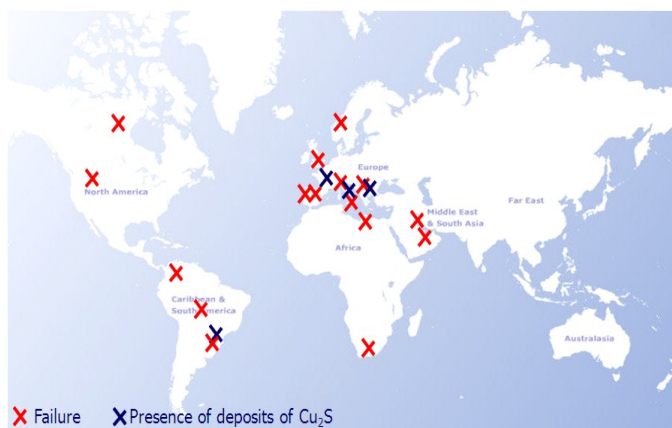 Europe
North America
Middle East
& South Asia
Far East
Africa
Caribbean &
South America
Australasia
Failure
Presence of deposits of Cu₂S